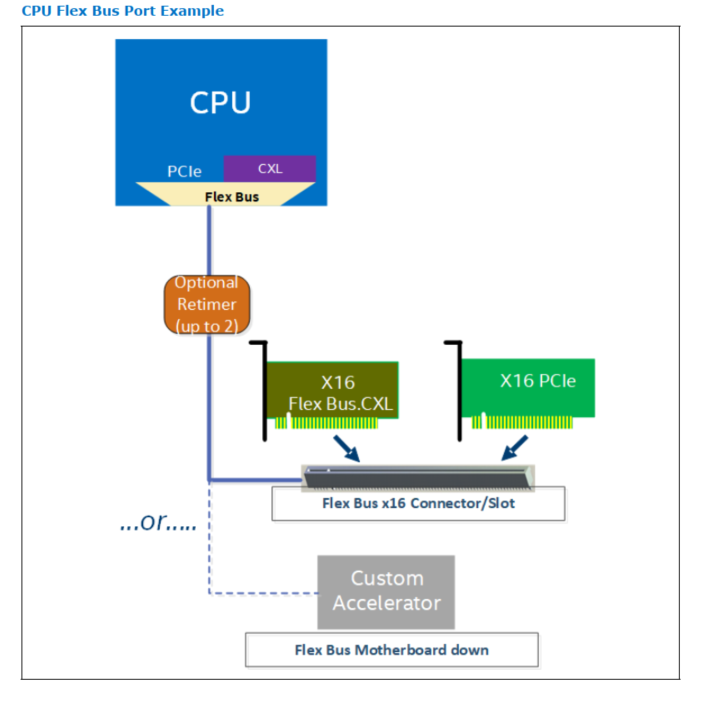 CPU Flex Bus Port Example
CPU
PCIe
CXL
Flex Bus
Optional
Retimer
(up to 2)
X16
Flex Bus.CXL
X16 PCIe
Flex Bus x16 Connector/Slot
...or.....
Custom
Accelerator
Flex Bus Motherboard down